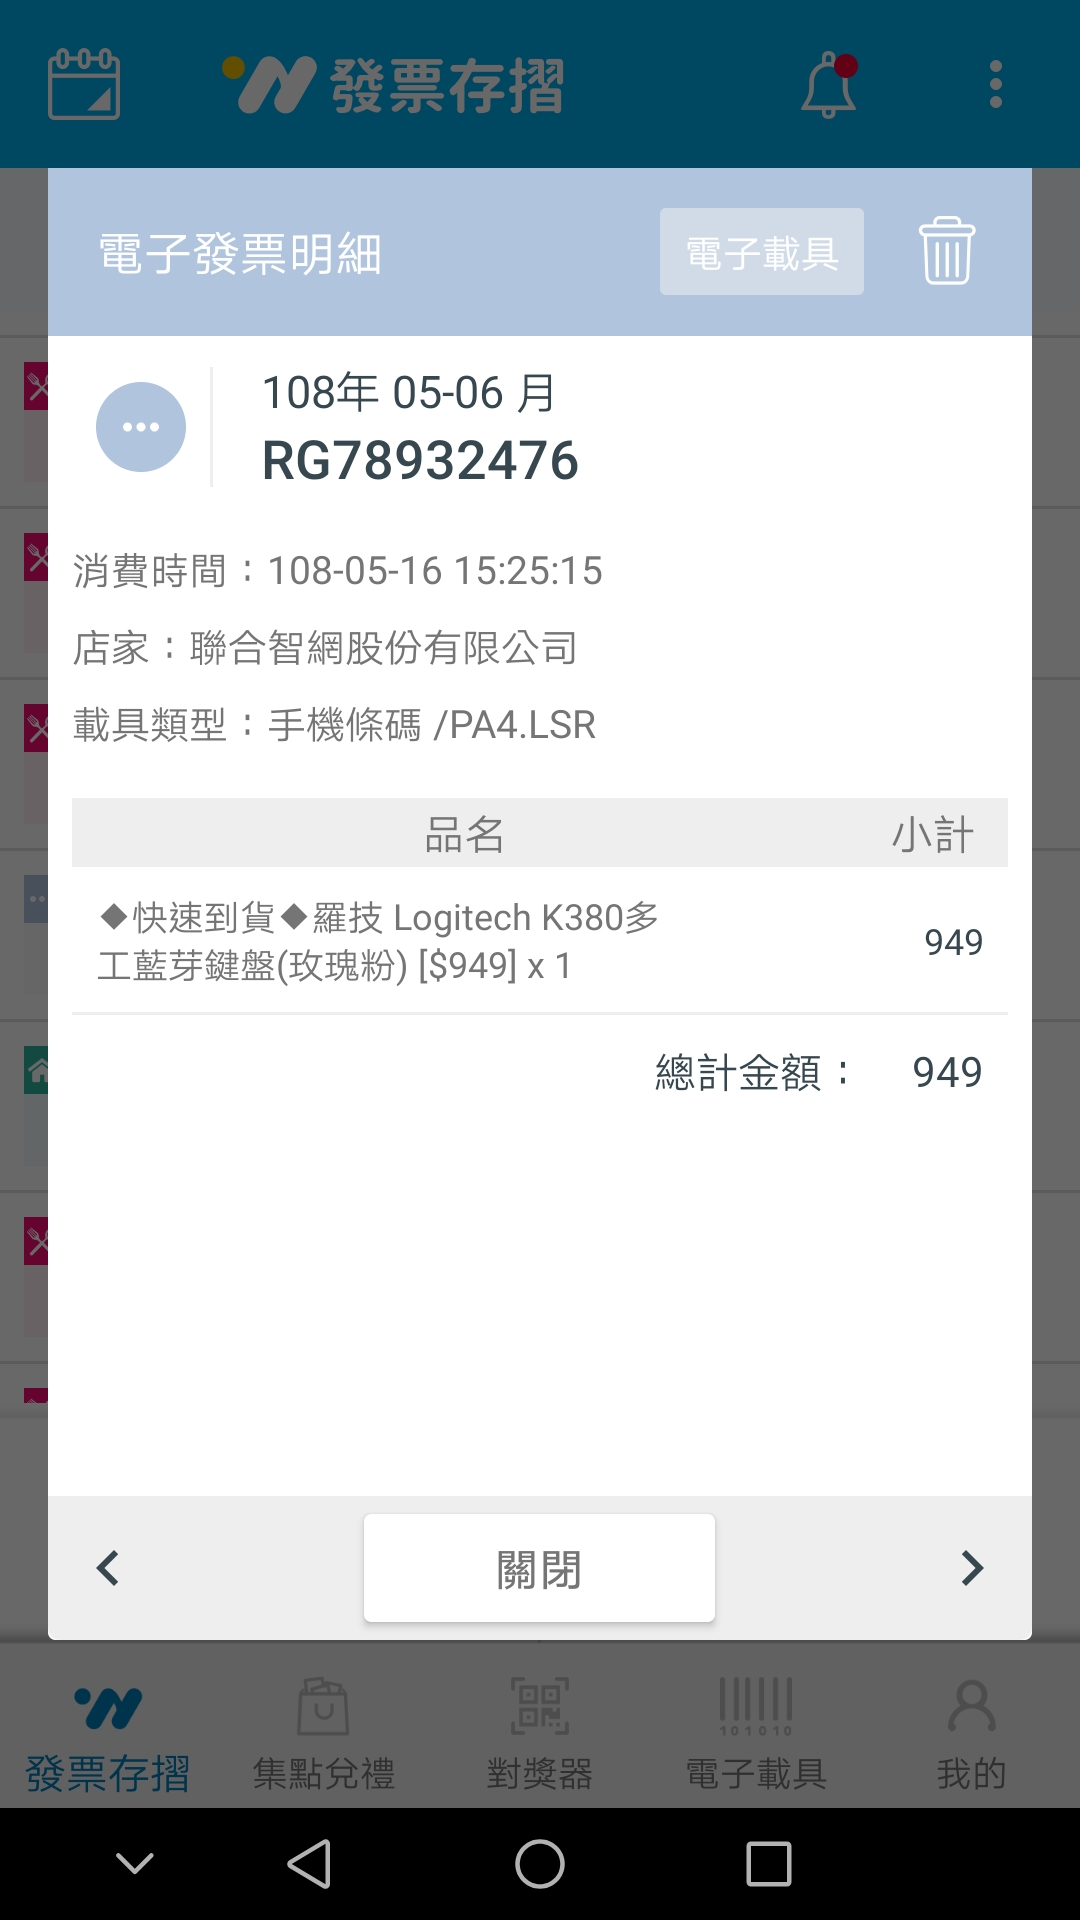 發票存摺
電子發票明細
電子載具
108年 05-06 月
RG78932476
消費時間：108-05-16 15:25:15
店家：聯合智網股份有限公司
載具類型：手機條碼 /PA4.LSR
品名 小計
◆快速到貨◆羅技 Logitech K380多
工藍芽鍵盤(玫瑰粉) [$949] x 1
949
總計金額： 949
關閉
101010
發票存摺 集點兌禮 對獎器 電子載具 我的